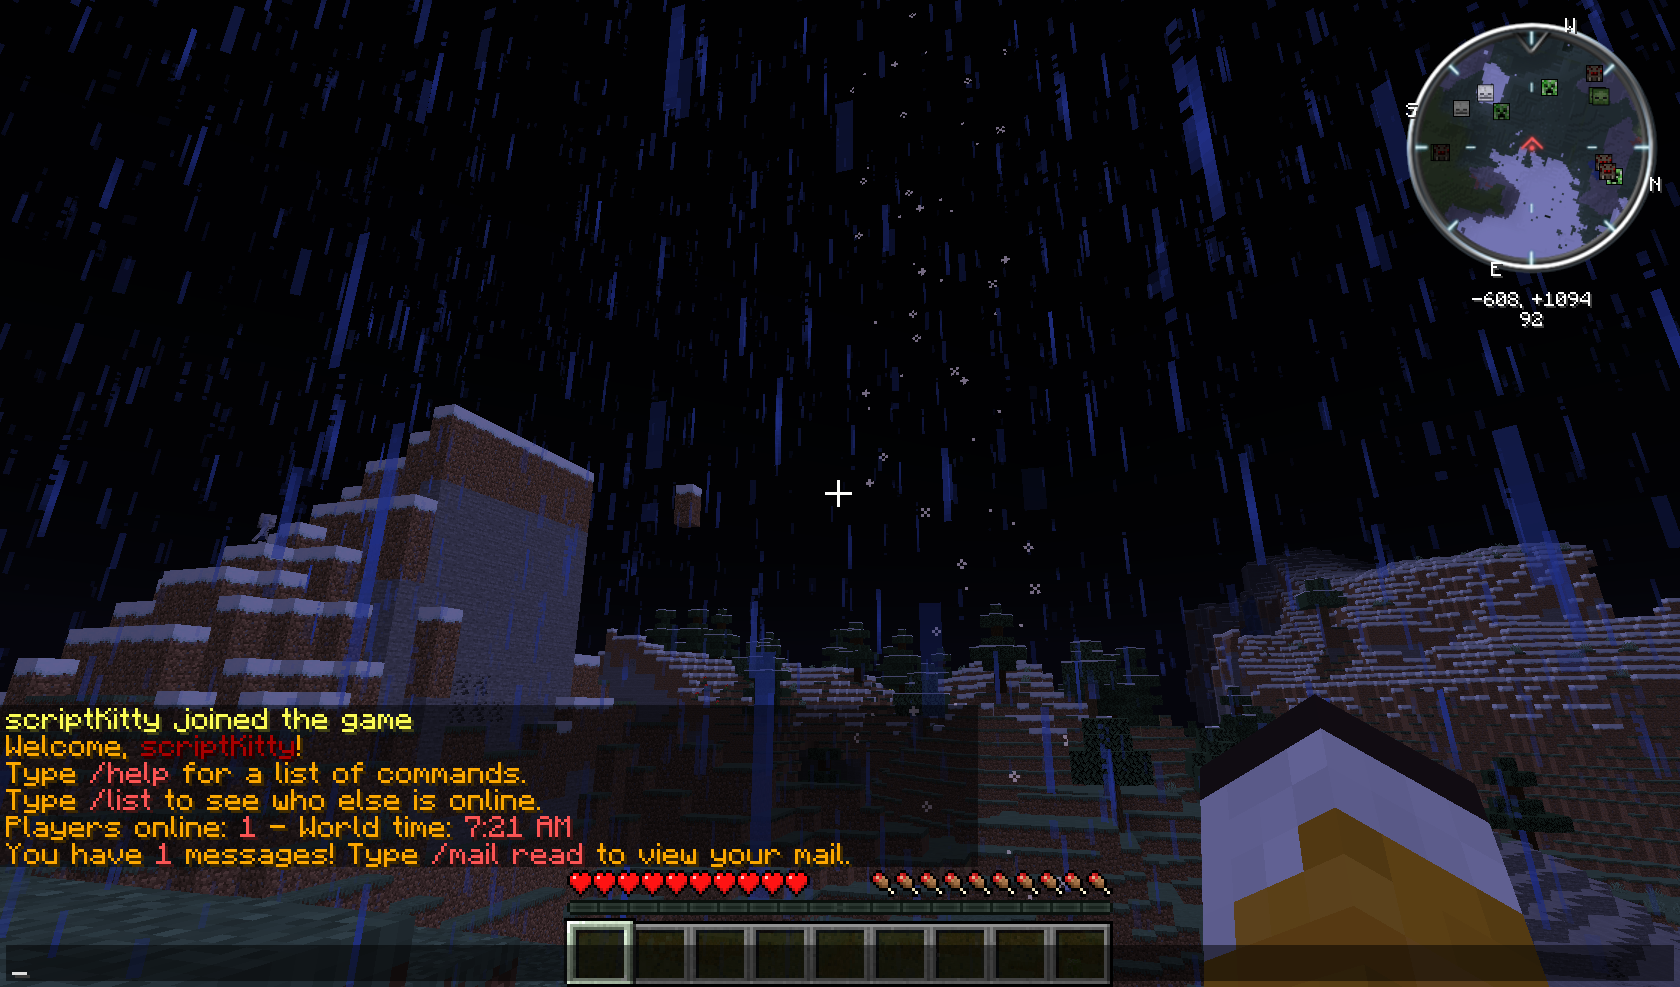 W
S
N
E
-608, +1094
92
scriptKitty joined the game
Welcome, scriptKitty!
Type /help for a list of commands.
Type /list to see who else is online.
Players online: 1 - World time: 7:21 AM
You have 1 messages! Type /mail read to view your mail.
_